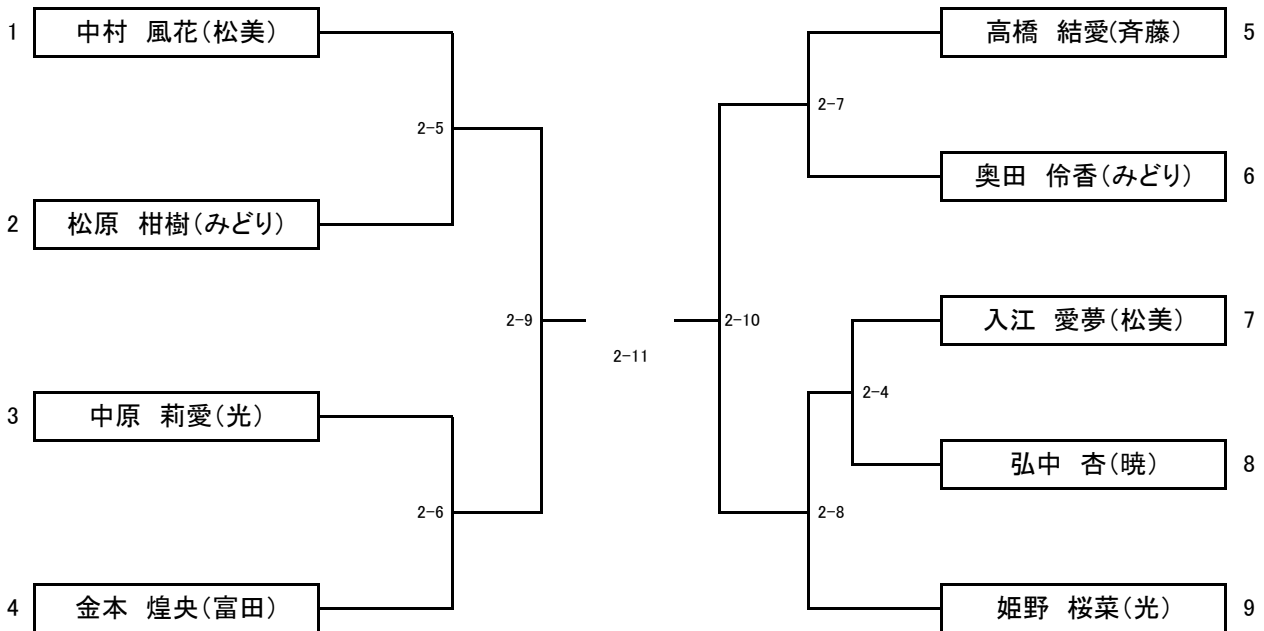 1 中村 風花(松美)
2-5
2 松原 柑樹(みどり)
2-9
3 中原 莉愛(光)
2-6
4 金本 煌央(富田)
2-11
高橋 結愛(斉藤) 5
2-7
奥田 伶香(みどり) 6
2-10
入江 愛夢(松美) 7
2-4
弘中 杏(暁) 8
2-8
姫野 桜菜(光) 9